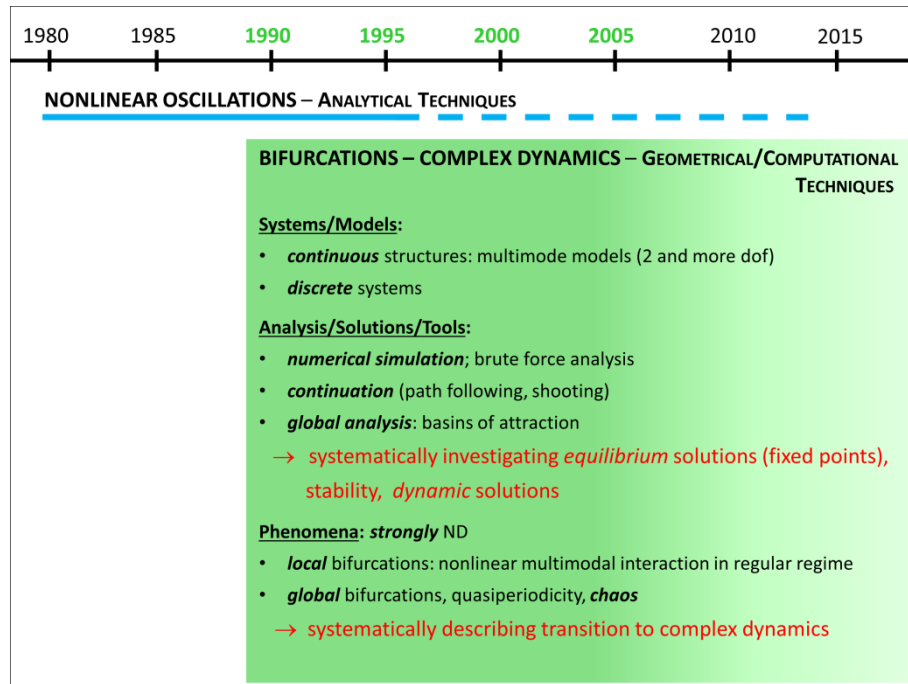 1980 1985 1990 1995 2000 2005 2010 2015
NONLINEAR OSCILLATIONS – ANALYTICAL TECHNIQUES
BIFURCATIONS – COMPLEX DYNAMICS – GEOMETRICAL/COMPUTATIONAL
TECHNIQUES
Systems/Models:
• continuous structures: multimode models (2 and more dof)
• discrete systems
Analysis/Solutions/Tools:
• numerical simulation; brute force analysis
• continuation (path following, shooting)
• global analysis: basins of attraction
→ systematically investigating equilibrium solutions (fixed points),
stability, dynamic solutions
Phenomena: strongly ND
• local bifurcations: nonlinear multimodal interaction in regular regime
• global bifurcations, quasiperiodicity, chaos
→ systematically describing transition to complex dynamics